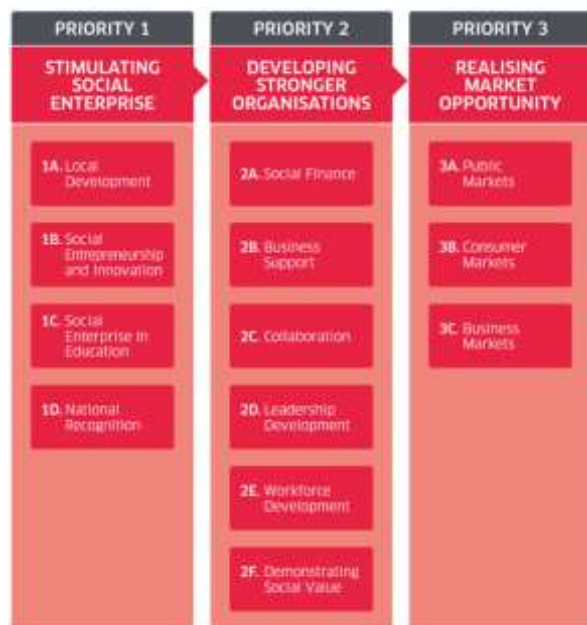 PRIORITY 1
STIMULATING
SOCIAL
ENTERPRISE
1A. Local
Development
1B. Social
Entrepreneurship
and Innovation
1C. Social
Enterprise in
Education
1D. National
Recognition
PRIORITY 2
DEVELOPING
STRONGER
ORGANISATIONS
2A. Social Finance
2B. Business
Support
2C. Collaboration
2D. Leadership
Development
2E. Workforce
Development
2F. Demonstrating
Social Value
PRIORITY 3
REALISING
MARKET
OPPORTUNITY
3A. Public
Markets
3B. Consumer
Markets
3C. Business
Markets